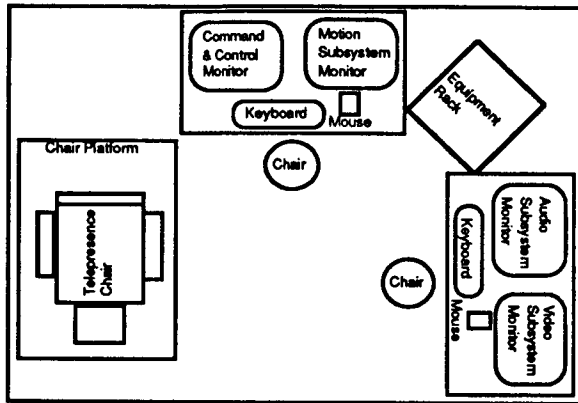 Command
& Control
Monitor
Motion
Subsystem
Monitor
Keyboard
Mouse
Equipment
Rack
Chair Platform
Chair
Telepresence
Chair
Audio
Subsystem
Monitor
Keyboard
Chair
Mouse
Video
Subsystem
Monitor